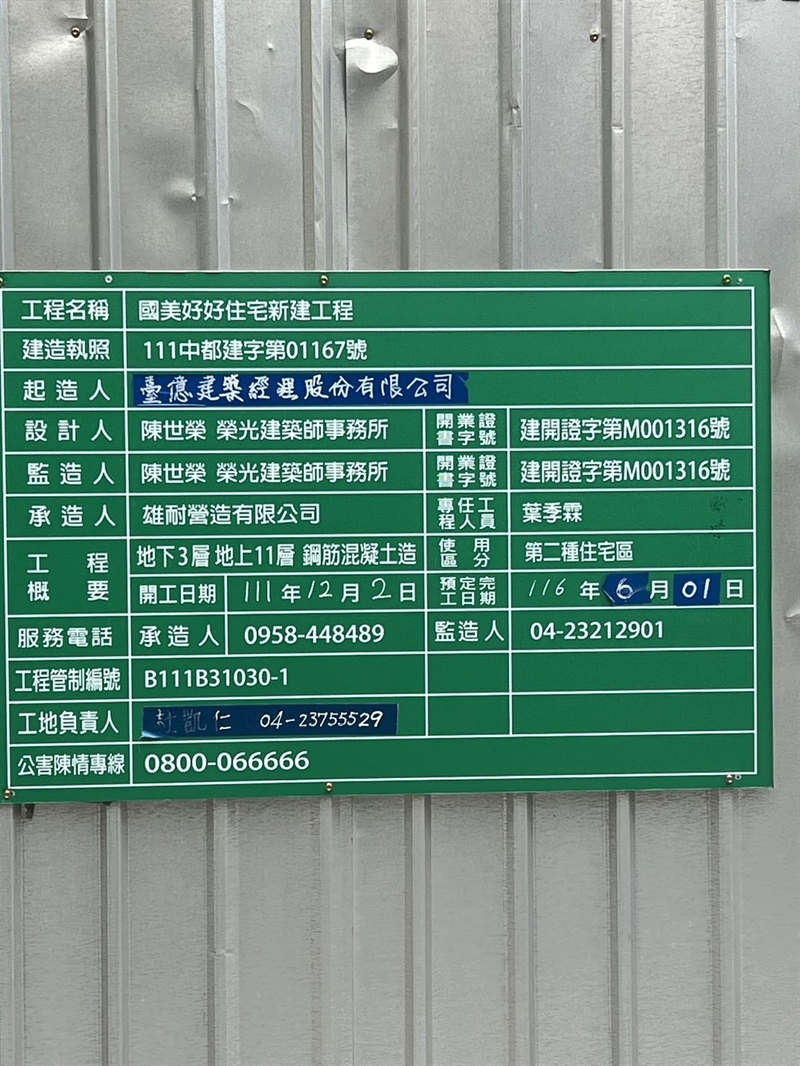 工程名稱 國美好好住宅新建工程
建造執照 111中都建字第01167號
起造人 臺億建築經理股份有限公司
設計人 陳世榮 榮光建築師事務所 開業證書字號 建開證字第M001316號
監造人 陳世榮 榮光建築師事務所 開業證書字號 建開證字第M001316號
承造人 雄耐營造有限公司 專任工程人員 葉季霖
工程概要 地下3層 地上11層 鋼筋混凝土造 使用區分 第二種住宅區
開工日期 111年12月2日 預定完工日期 116年6月01日
服務電話 承造人 0958-448489 監造人 04-23212901
工程管制編號 B111B31030-1
工地負責人 凱仁 04-23755529
公害陳情專線 0800-066666